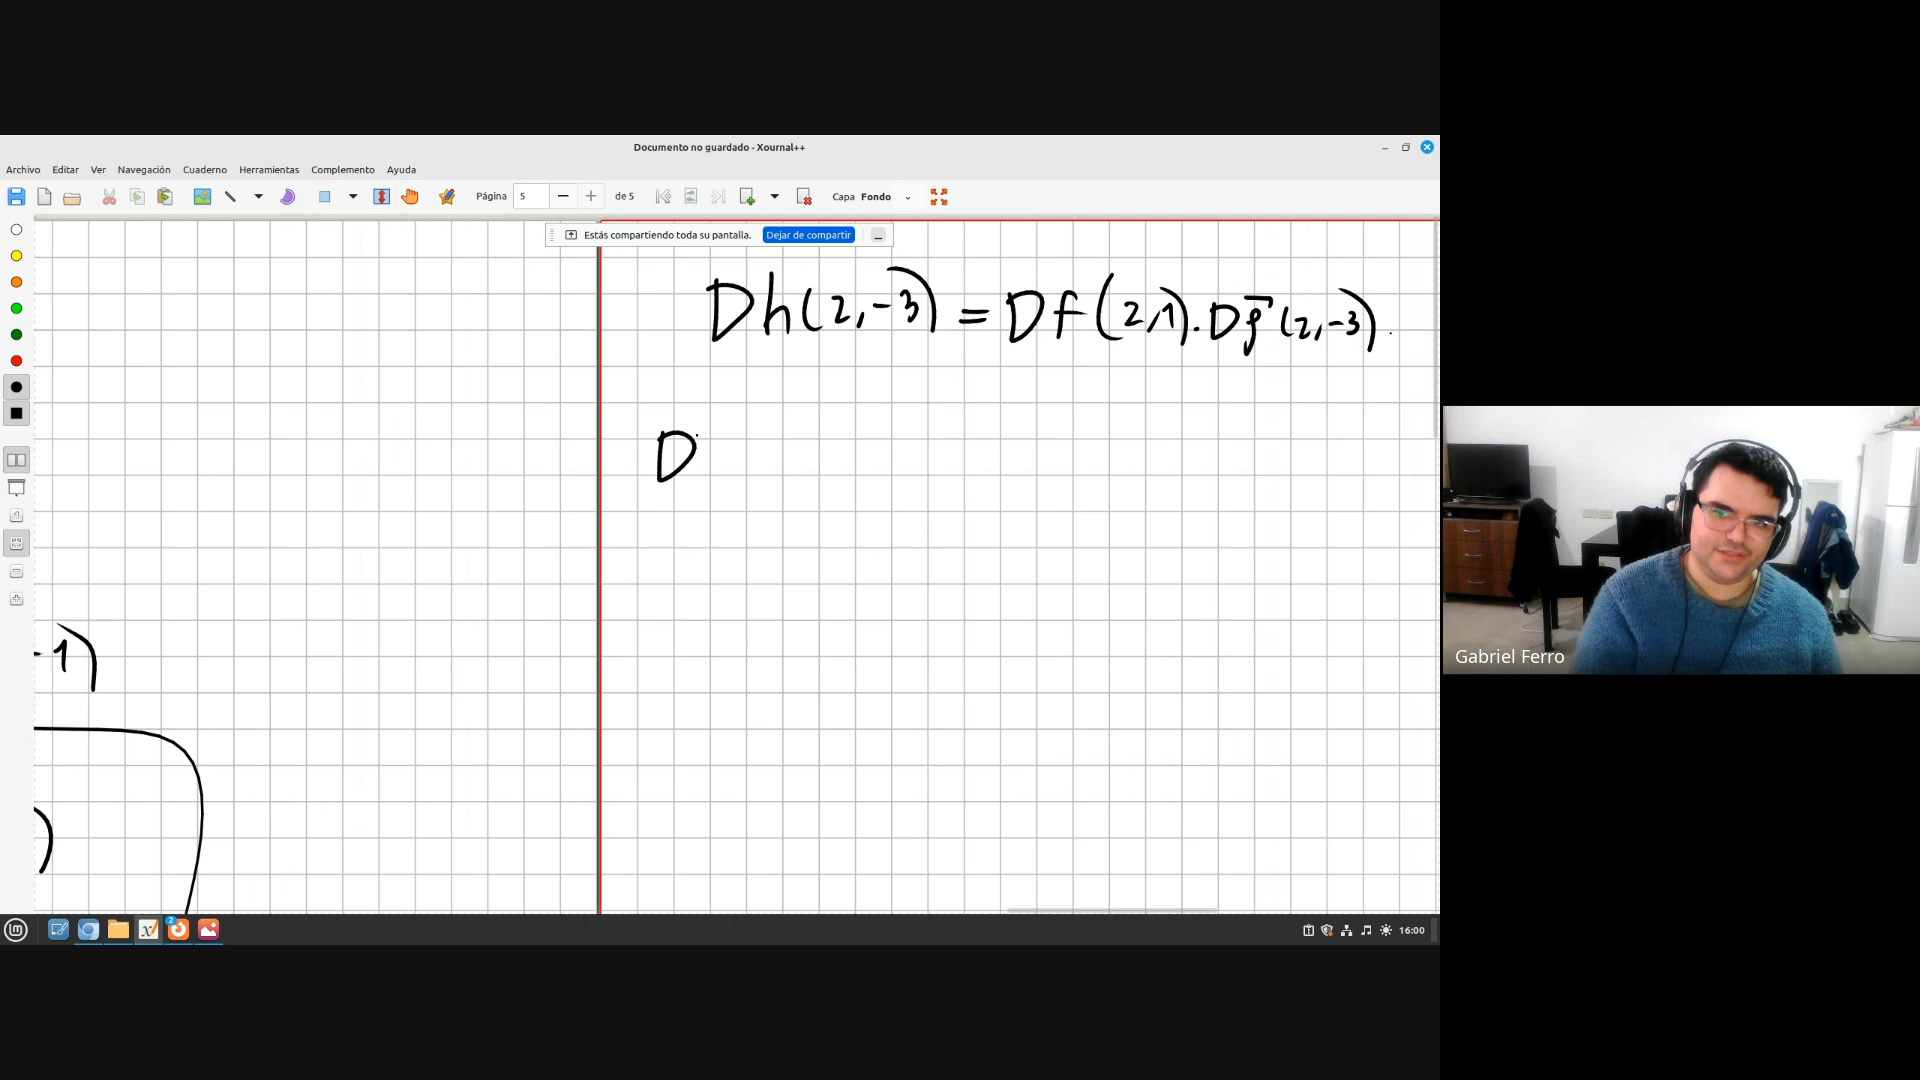 Documento no guardado - Xournal++
Archivo Editar Ver Navegación Cuaderno Herramientas Complemento Ayuda
Página 5 de 5 Capa Fondo
Estás compartiendo toda su pantalla. Dejar de compartir
Dh(2,-3) = Df(2,1). Dg⃗(2,-3).
D
-1)
)
Gabriel Ferro
2
16:00